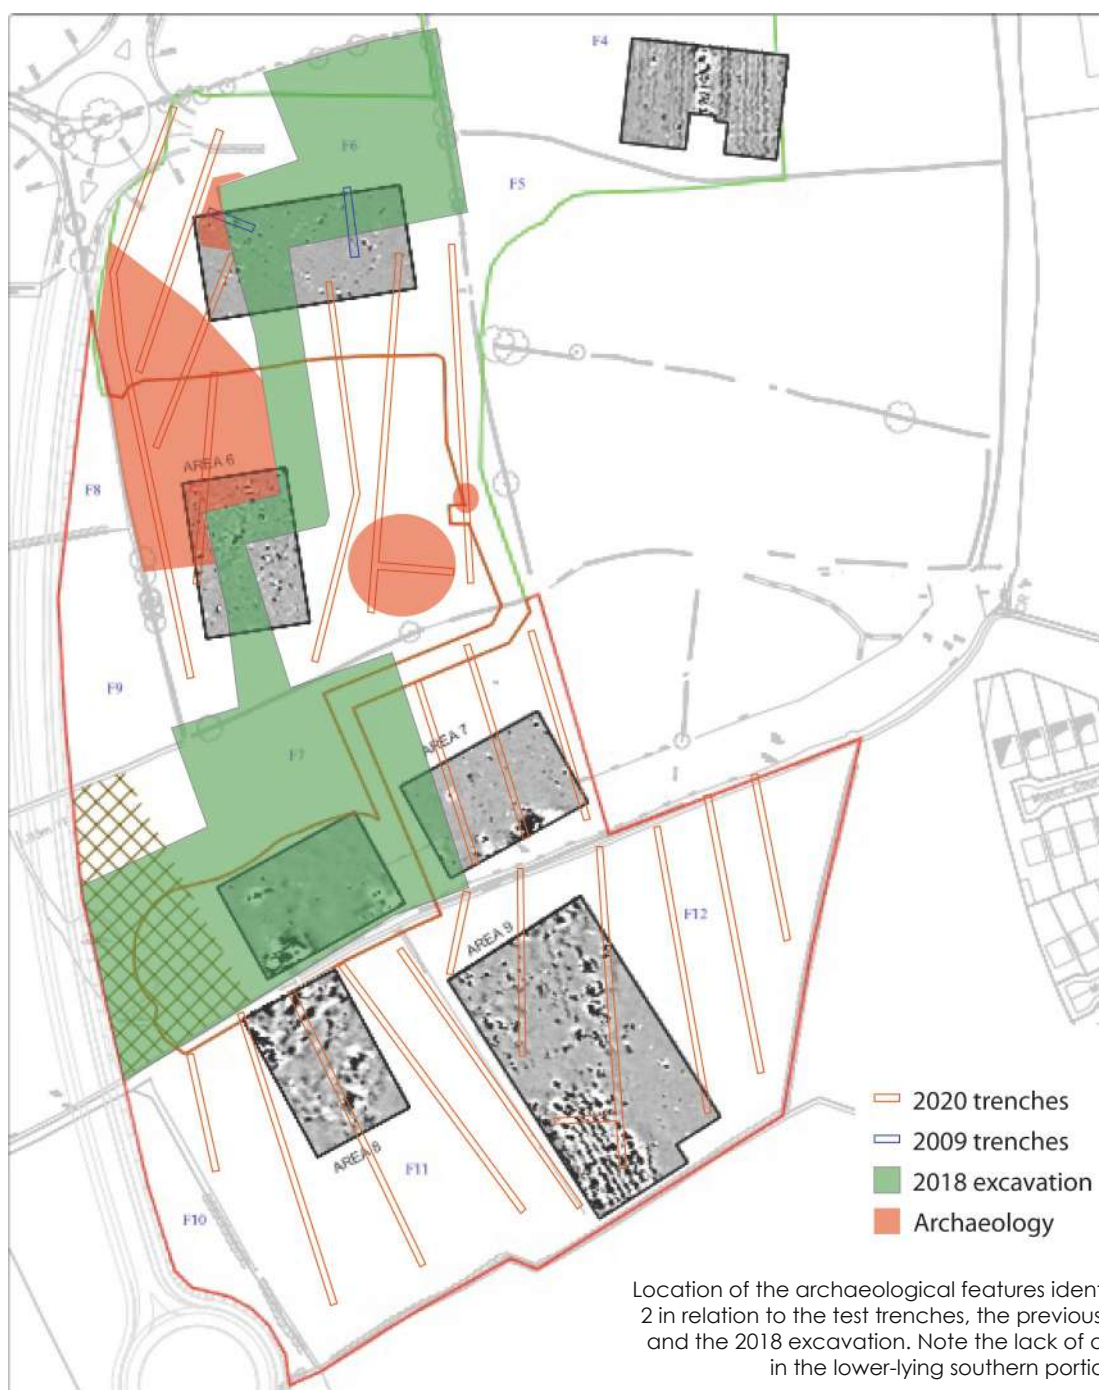 F4
F6
F5
AREA 6
F8
F9
F7
AREA 7
F12
AREA 9
AREA 8
F11
F10
2020 trenches
2009 trenches
2018 excavation
Archaeology
Location of the archaeological features ident
2 in relation to the test trenches, the previous
and the 2018 excavation. Note the lack of
in the lower-lying southern portio